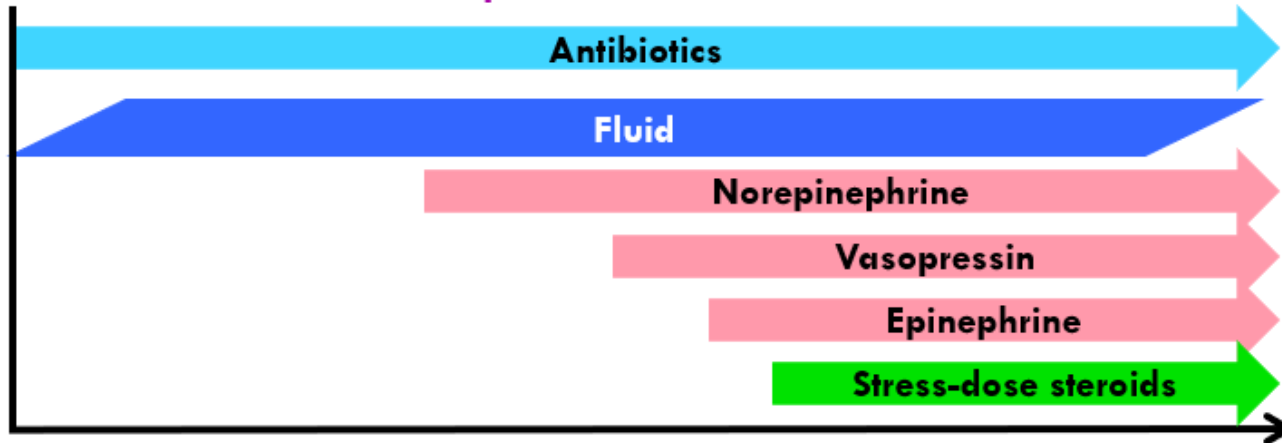 Antibiotics
Fluid
Norepinephrine
Vasopressin
Epinephrine
Stress-dose steroids